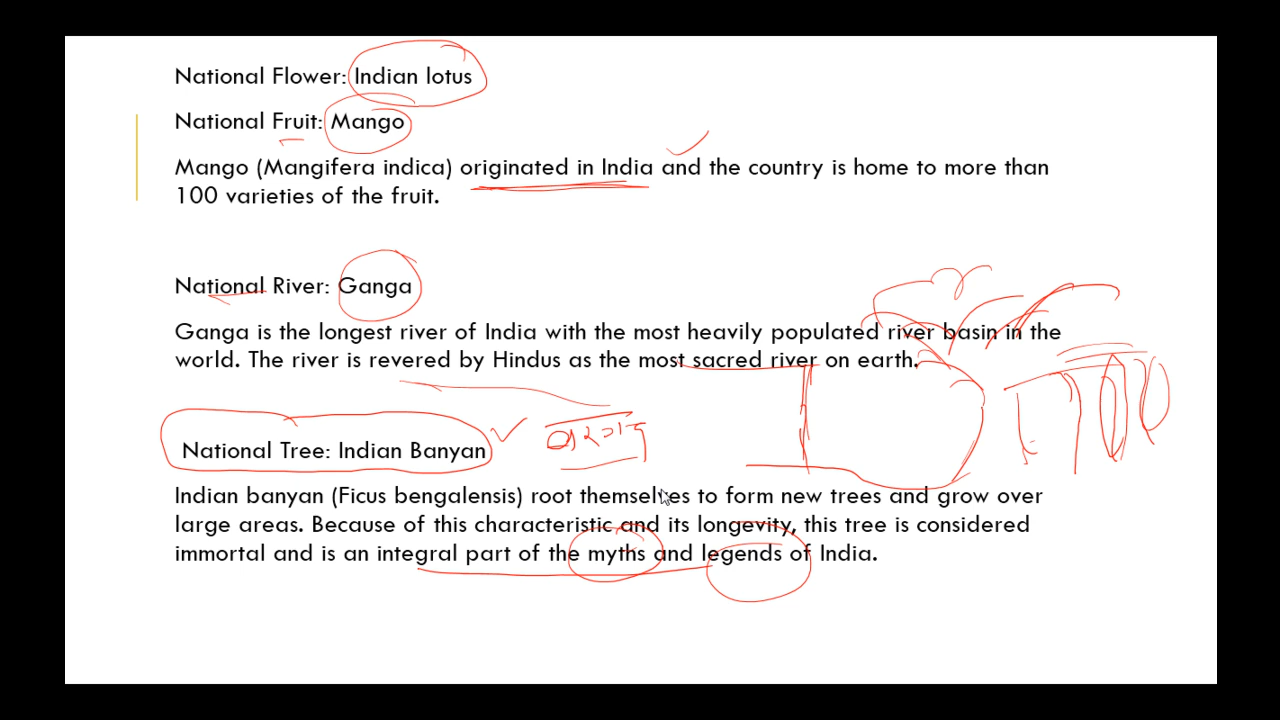 National Flower: Indian lotus
National Fruit: Mango
Mango (Mangifera indica) originated in India and the country is home to more than
100 varieties of the fruit.
National River: Ganga
Ganga is the longest river of India with the most heavily populated river basin in the
world. The river is revered by Hindus as the most sacred river on earth.
National Tree: Indian Banyan
Indian banyan (Ficus bengalensis) root themselves to form new trees and grow over
large areas. Because of this characteristic and its longevity, this tree is considered
immortal and is an integral part of the myths and legends of India.